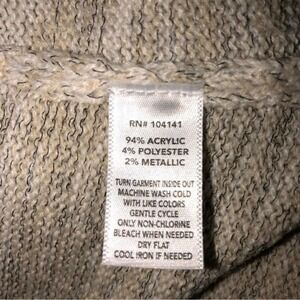 RN# 104141
94% ACRYLIC
4% POLYESTER
2% METALLIC
TURN GARMENT INSIDE OUT
MACHINE WASH COLD
WITH LIKE COLORS
GENTLE CYCLE
ONLY NON-CHLORINE
BLEACH WHEN NEEDED
DRY FLAT
COOL IRON IF NEEDED